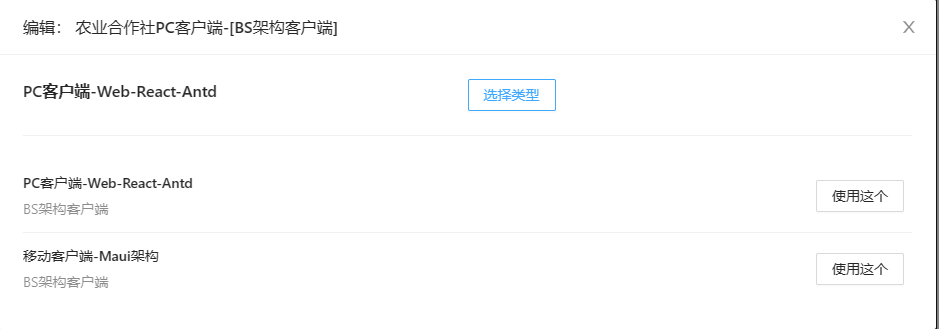 编辑： 农业合作社PC客户端-[BS架构客户端]
PC客户端-Web-React-Antd
选择类型
PC客户端-Web-React-Antd
BS架构客户端
使用这个
移动客户端-Maui架构
BS架构客户端
使用这个